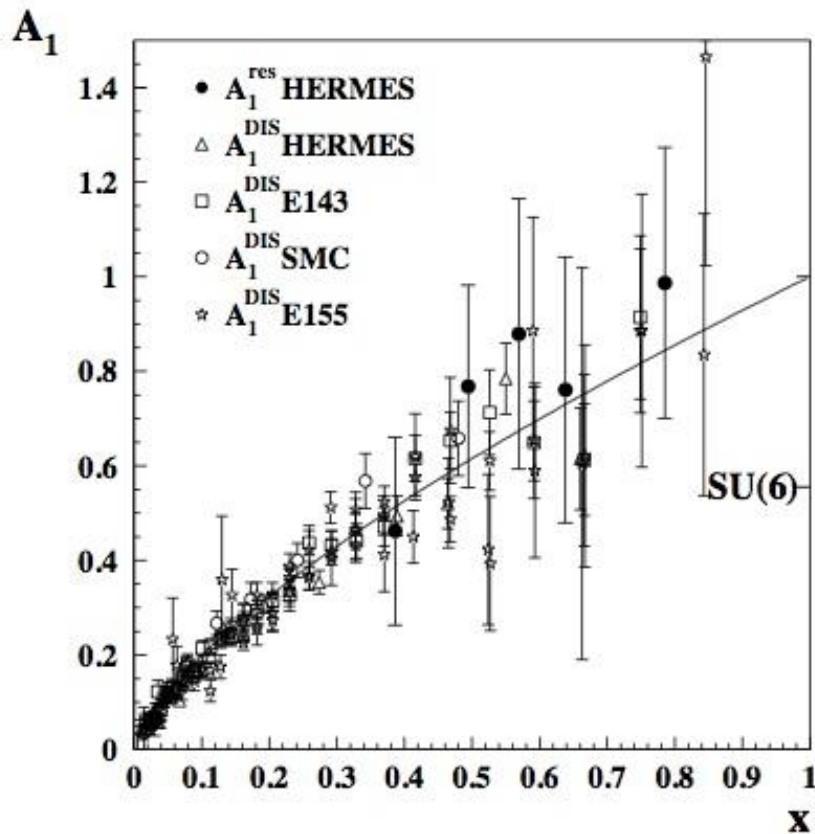 A₁
1.4
1.2
1
0.8
0.6
0.4
0.2
0
A₁ʳᵉˢ HERMES
A₁ᴰᴵˢ HERMES
A₁ᴰᴵˢ E143
A₁ᴰᴵˢ SMC
A₁ᴰᴵˢ E155
SU(6)
0 0.1 0.2 0.3 0.4 0.5 0.6 0.7 0.8 0.9 1
x